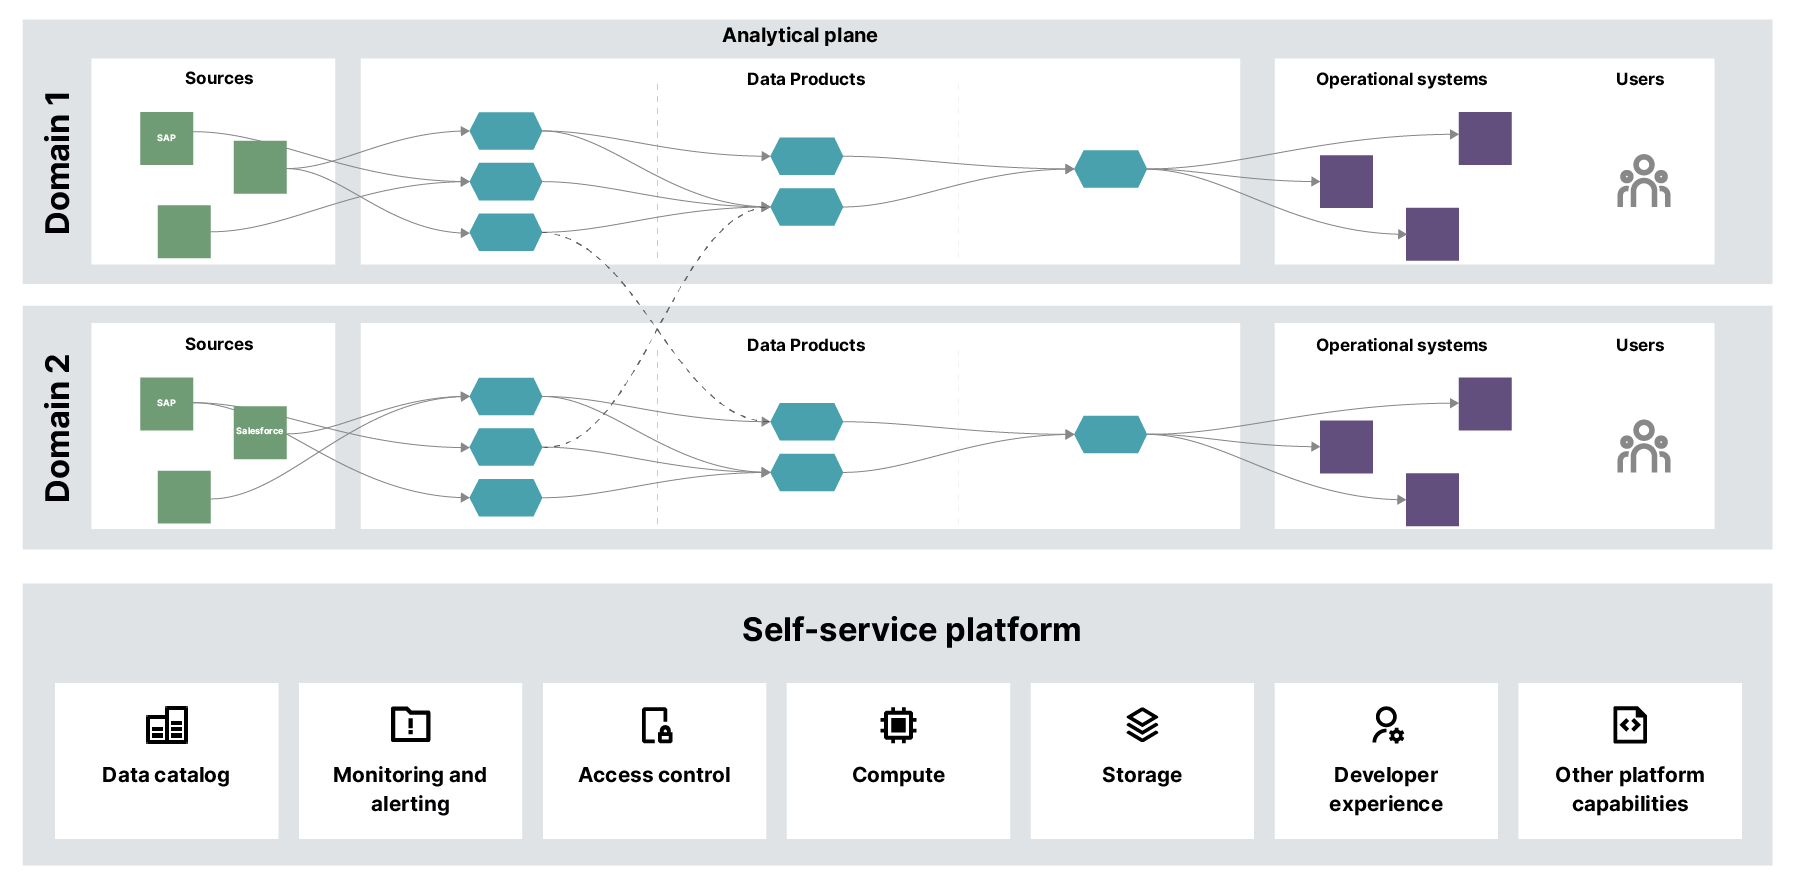 Analytical plane
Domain 1
Sources
Data Products
Operational systems
Users
SAP
Domain 2
Sources
Data Products
Operational systems
Users
SAP
Salesforce
Self-service platform
Data catalog
Monitoring and
alerting
Access control
Compute
Storage
Developer
experience
Other platform
capabilities